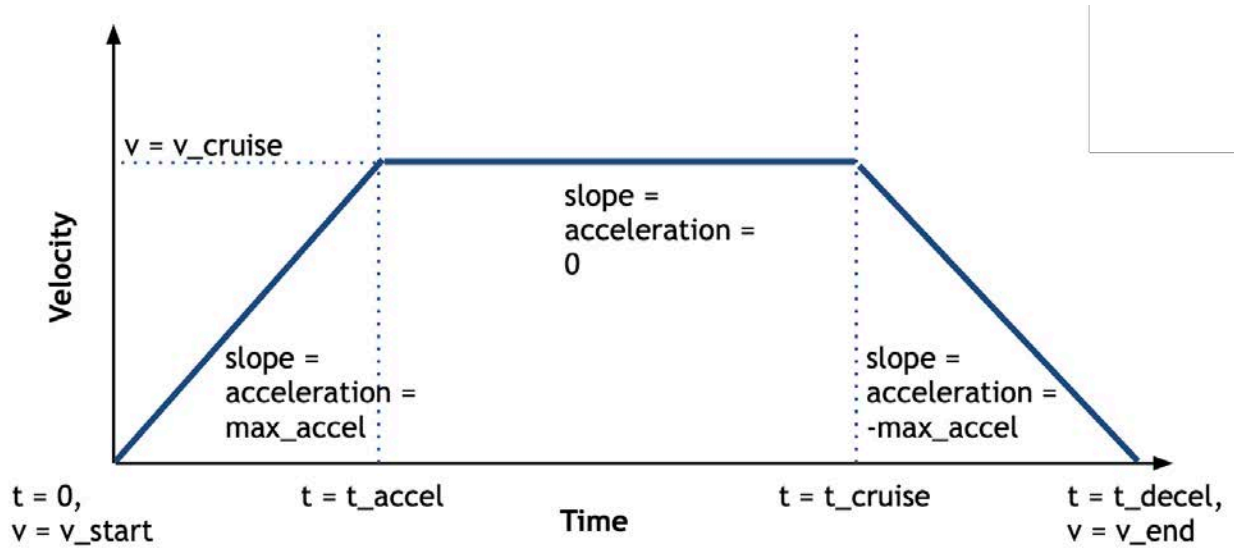 v = v_cruise
Velocity
slope =
acceleration =
0
slope =
acceleration =
max_accel
slope =
acceleration =
-max_accel
t = 0,
v = v_start
t = t_accel
Time
t = t_cruise
t = t_decel,
v = v_end